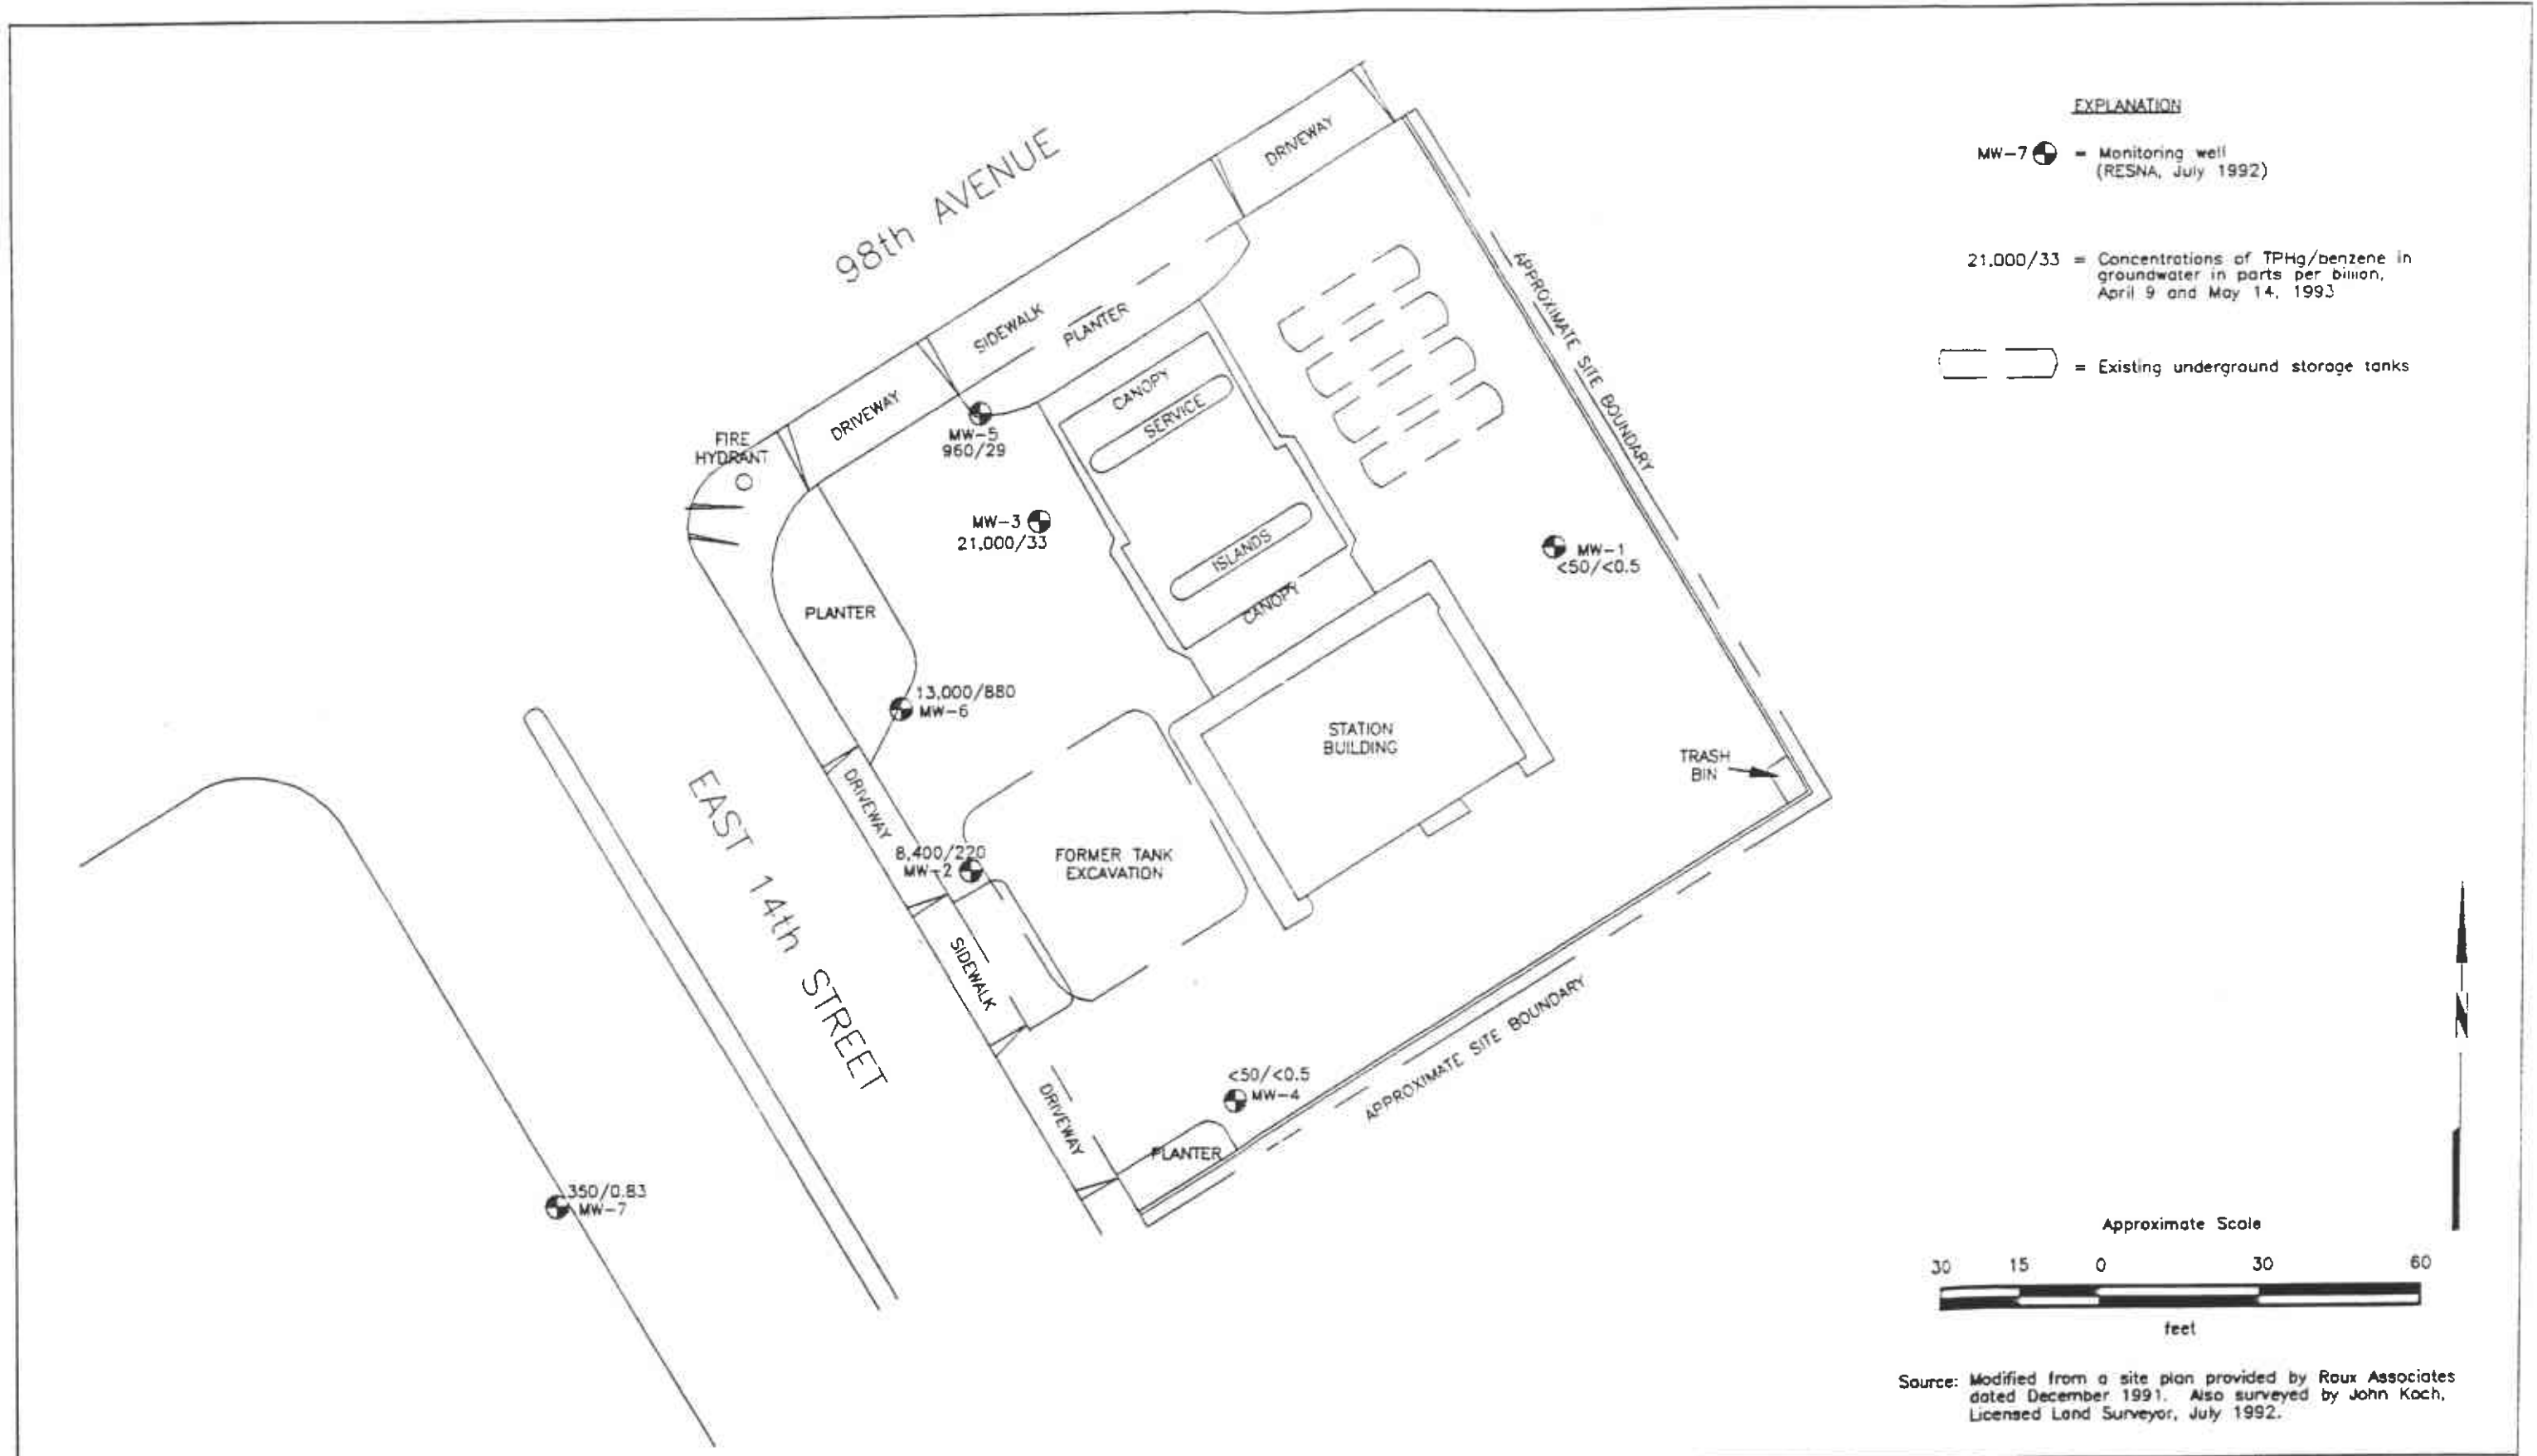 98th AVENUE
DRIVEWAY
SIDEWALK
PLANTER
DRIVEWAY
FIRE
HYDRANT
MW-5
960/29
CANOPY
SERVICE
MW-3
21,000/33
ISLANDS
CANOPY
APPROXIMATE SITE BOUNDARY
MW-1
<50/<0.5
PLANTER
13,000/880
MW-6
STATION
BUILDING
TRASH
BIN
EAST 14th STREET
DRIVEWAY
8,400/220
MW-2
FORMER TANK
EXCAVATION
SIDEWALK
APPROXIMATE SITE BOUNDARY
<50/<0.5
MW-4
DRIVEWAY
PLANTER
350/0.83
MW-7
EXPLANATION
MW-7 = Monitoring well
(RESNA, July 1992)
21,000/33 = Concentrations of TPHg/benzene in
groundwater in parts per billion,
April 9 and May 14, 1993
= Existing underground storage tanks
N
Approximate Scale
30 15 0 30 60
feet
Source: Modified from a site plan provided by Roux Associates
dated December 1991. Also surveyed by John Koch,
Licensed Land Surveyor, July 1992.